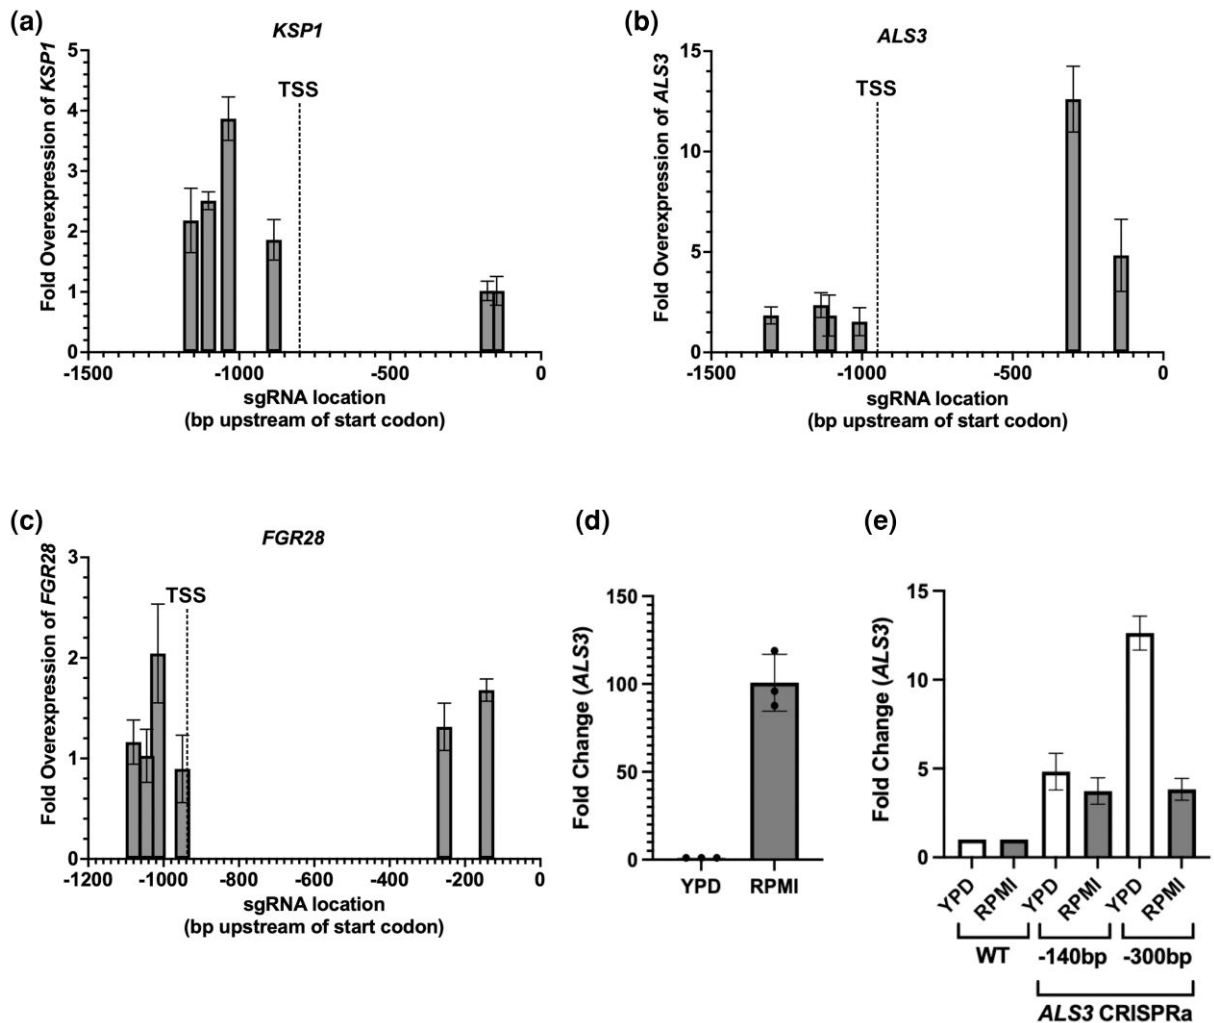 (a)
KSP1
Fold Overexpression of KSP1
5
4
3
2
1
0
TSS
-1500
-1000
-500
0
sgRNA location
(bp upstream of start codon)
(b)
ALS3
Fold Overexpression of ALS3
15
10
5
0
TSS
-1500
-1000
-500
0
sgRNA location
(bp upstream of start codon)
(c)
FGR28
Fold Overexpression of FGR28
3
2
1
0
TSS
-1200
-1000
-800
-600
-400
-200
0
sgRNA location
(bp upstream of start codon)
(d)
Fold Change (ALS3)
150
100
50
0
YPD
RPMI
(e)
Fold Change (ALS3)
15
10
5
0
YPD
RPMI
YPD
RPMI
YPD
RPMI
WT
-140bp
-300bp
ALS3 CRISPRa